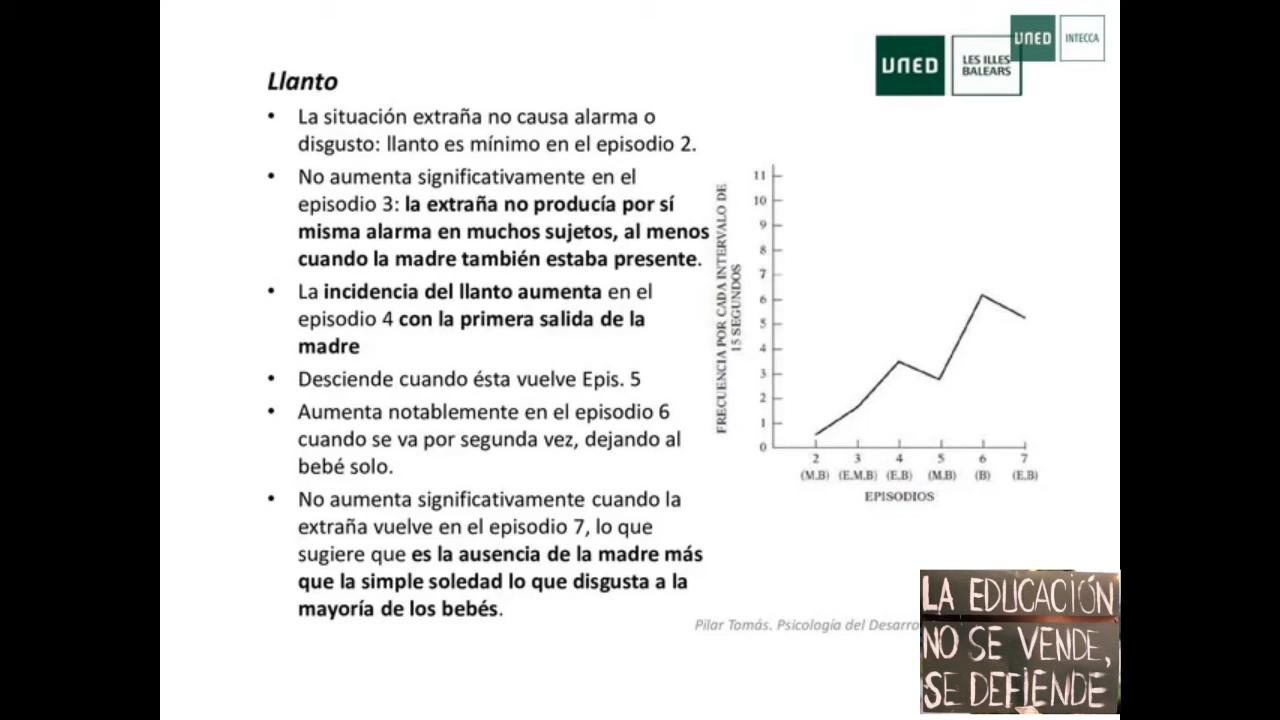 UNED
INTECCA
UNED
LES ILLES
BALEARS
Llanto
• La situación extraña no causa alarma o
disgusto: llanto es mínimo en el episodio 2.
• No aumenta significativamente en el
episodio 3: la extraña no producía por sí
misma alarma en muchos sujetos, al menos
cuando la madre también estaba presente.
• La incidencia del llanto aumenta en el
episodio 4 con la primera salida de la
madre
• Desciende cuando ésta vuelve Epis. 5
• Aumenta notablemente en el episodio 6
cuando se va por segunda vez, dejando al
bebé solo.
• No aumenta significativamente cuando la
extraña vuelve en el episodio 7, lo que
sugiere que es la ausencia de la madre más
que la simple soledad lo que disgusta a la
mayoría de los bebés.
FRECUENCIA POR CADA INTERVALO DE
15 SEGUNDOS
11
10
9
8
7
6
5
4
3
2
1
0
2 3 4 5 6 7
(M,B) (E,M,B) (E,B) (M,B) (B) (E,B)
EPISODIOS
Pilar Tomás. Psicología del Desarro
LA EDUCACIÓN
NO SE VENDE,
SE DEFIENDE